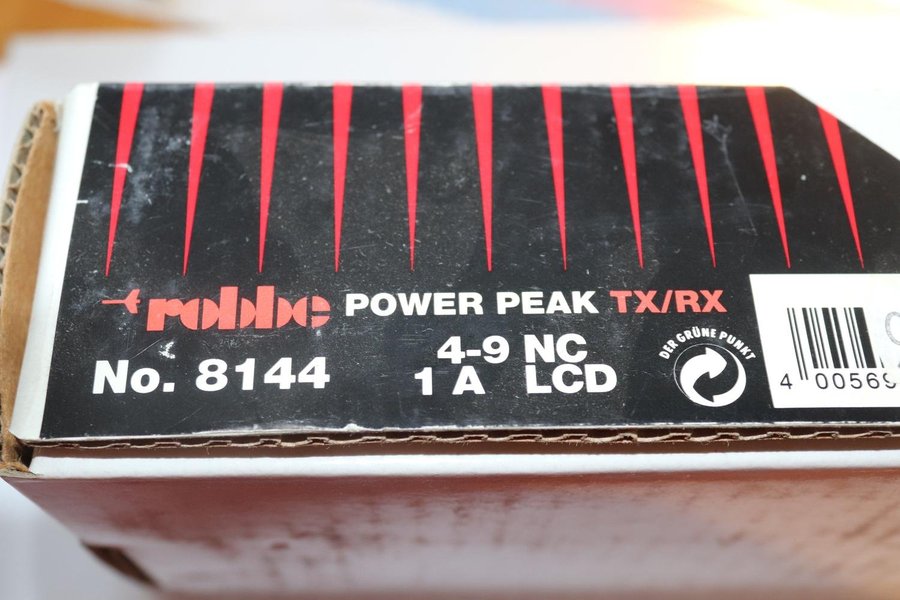 robbe POWER PEAK TX/RX
No. 8144
4-9 NC
1 A LCD
DER GRÜNE PUNKT
4 00569